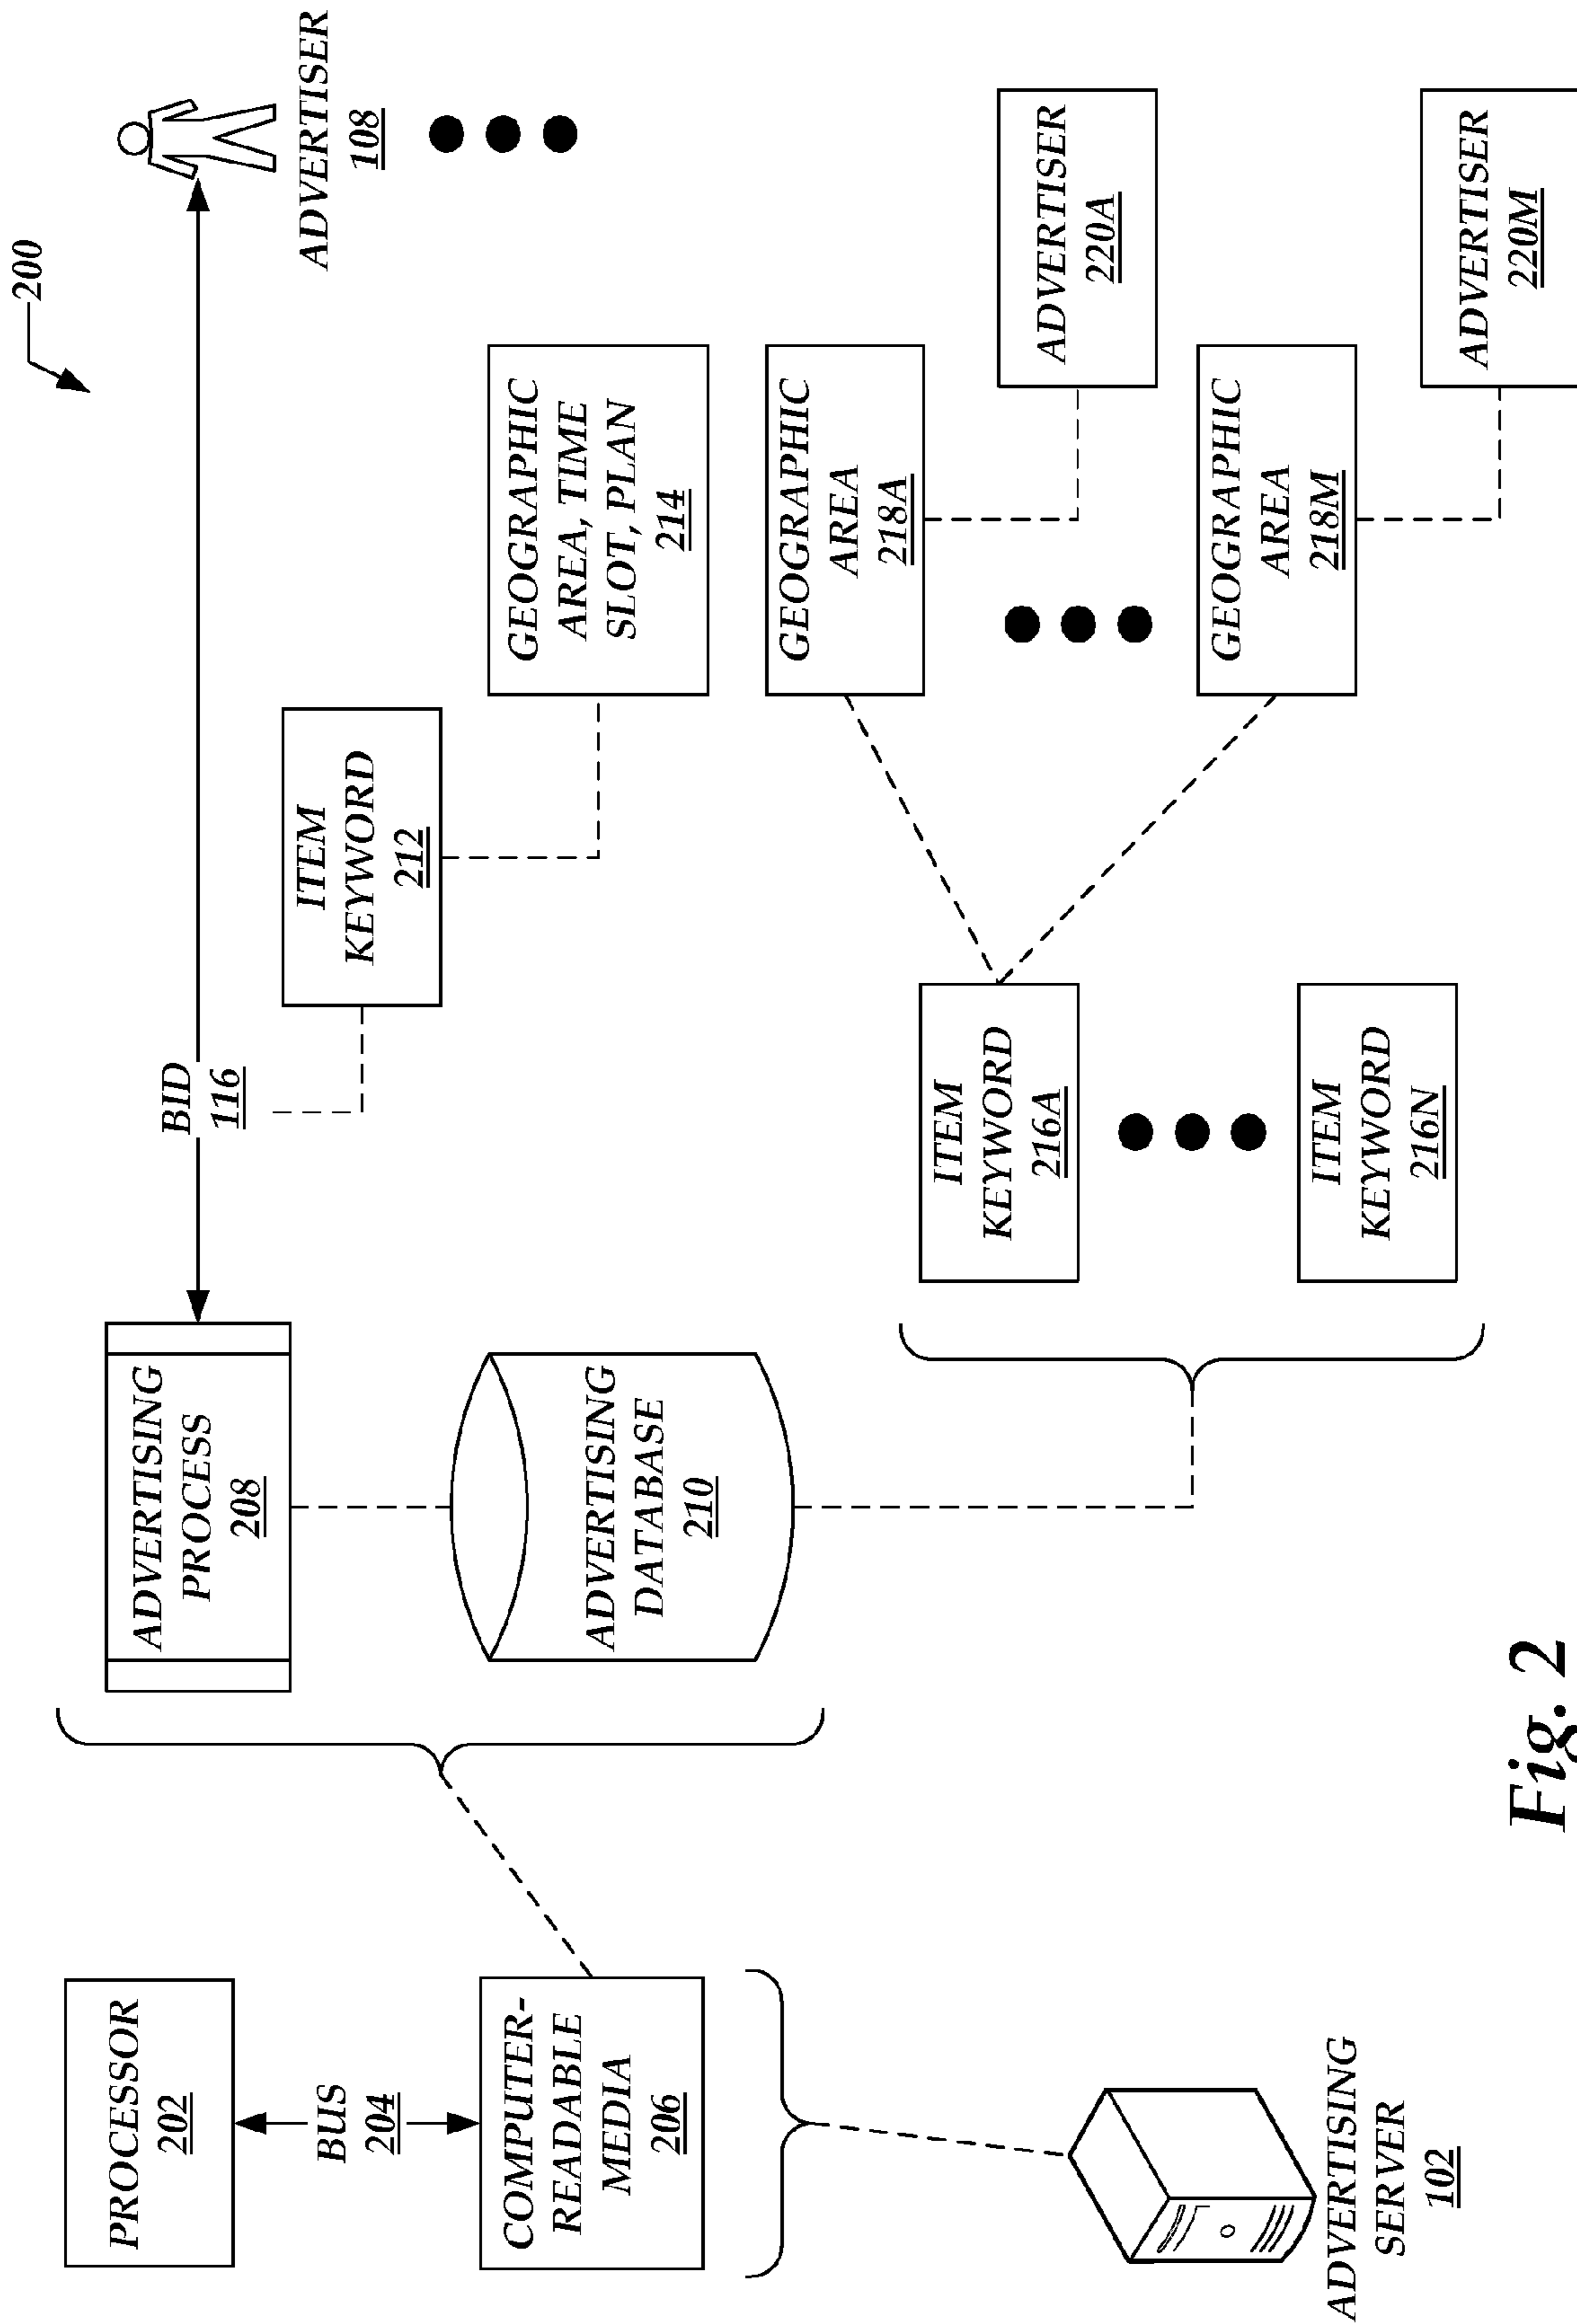 200
PROCESSOR
202
BUS
204
COMPUTER-
READABLE
MEDIA
206
ADVERTISING
SERVER
102
ADVERTISING
PROCESS
208
ADVERTISING
DATABASE
210
BID
116
ADVERTISER
108
ITEM
KEYWORD
212
GEOGRAPHIC
AREA, TIME
SLOT, PLAN
214
ITEM
KEYWORD
216A
ITEM
KEYWORD
216N
GEOGRAPHIC
AREA
218A
GEOGRAPHIC
AREA
218M
ADVERTISER
220A
ADVERTISER
220M
Fig. 2